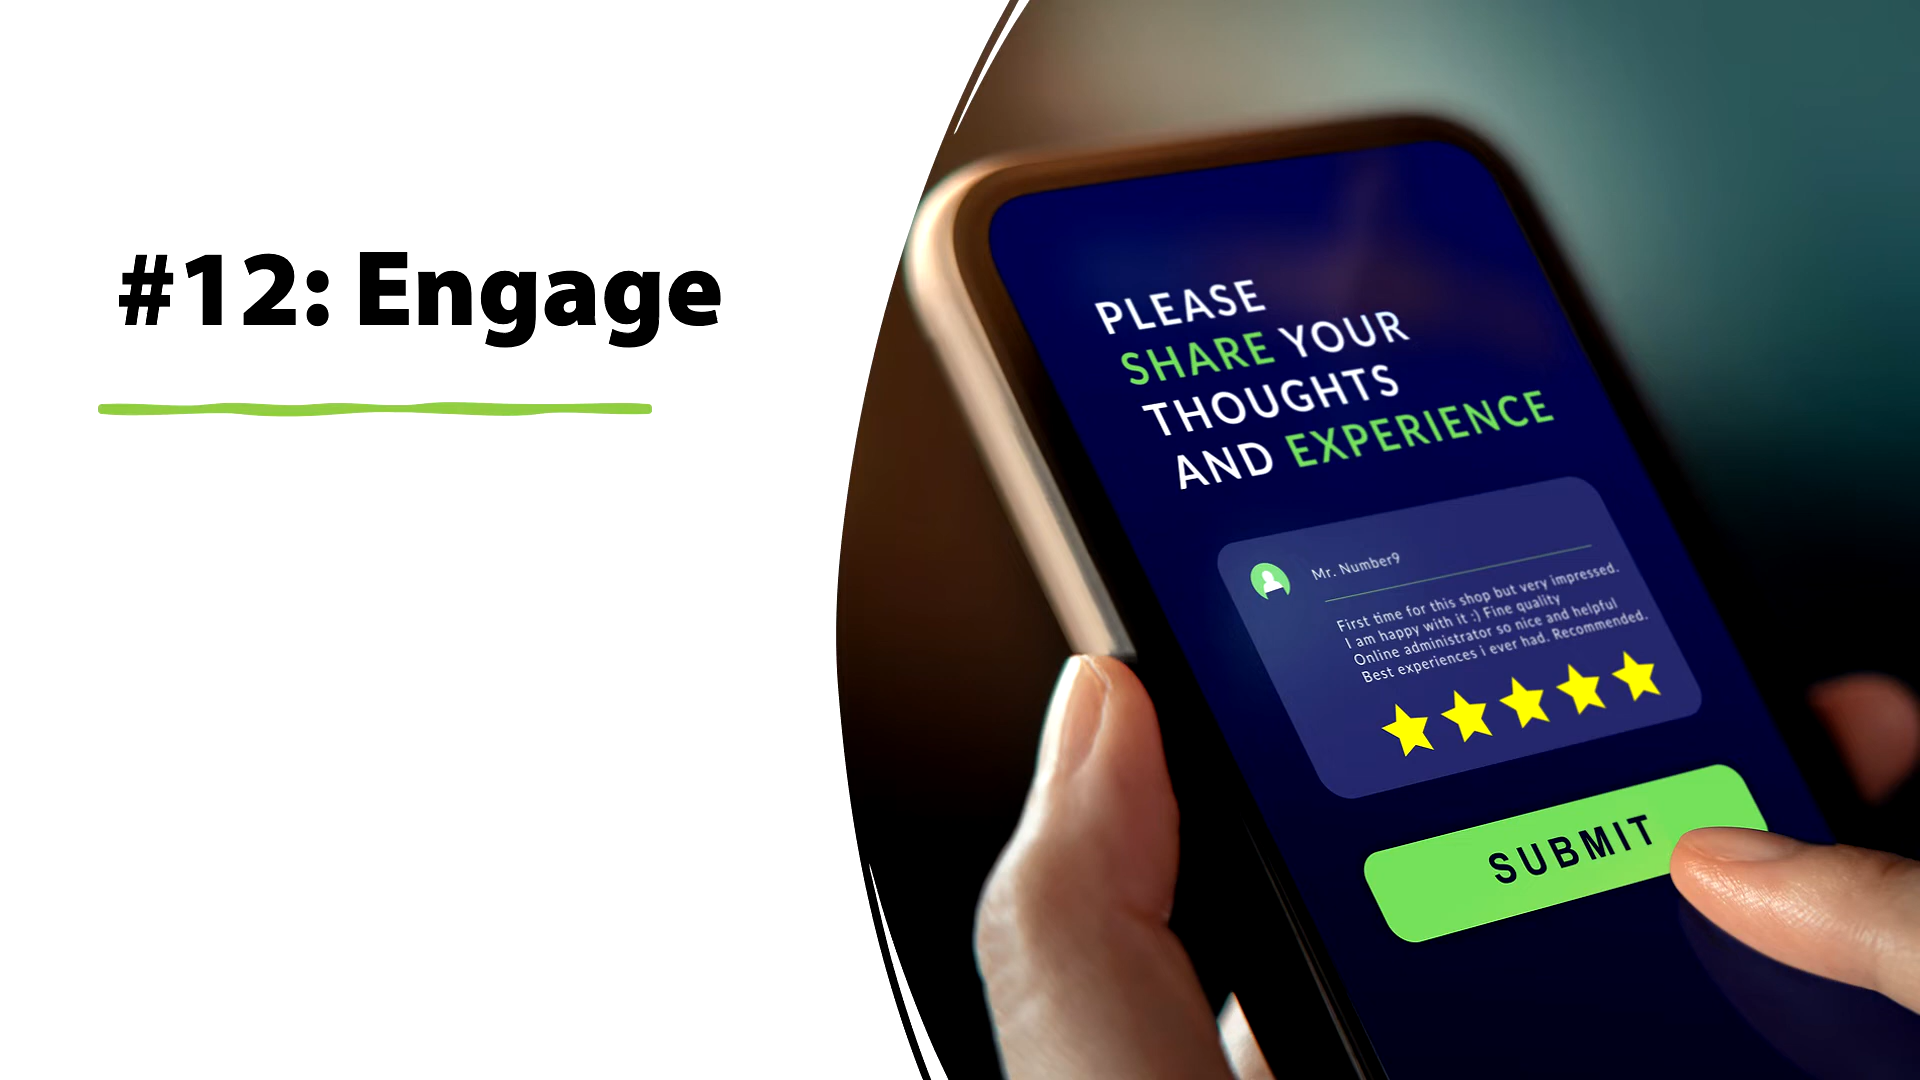 #12: Engage
PLEASE
SHARE YOUR
THOUGHTS
AND EXPERIENCE
Mr. Number9
First time for this shop but very impressed.
I am happy with it :) Fine quality
Online administrator so nice and helpful
Best experiences i ever had. Recommended.
SUBMIT